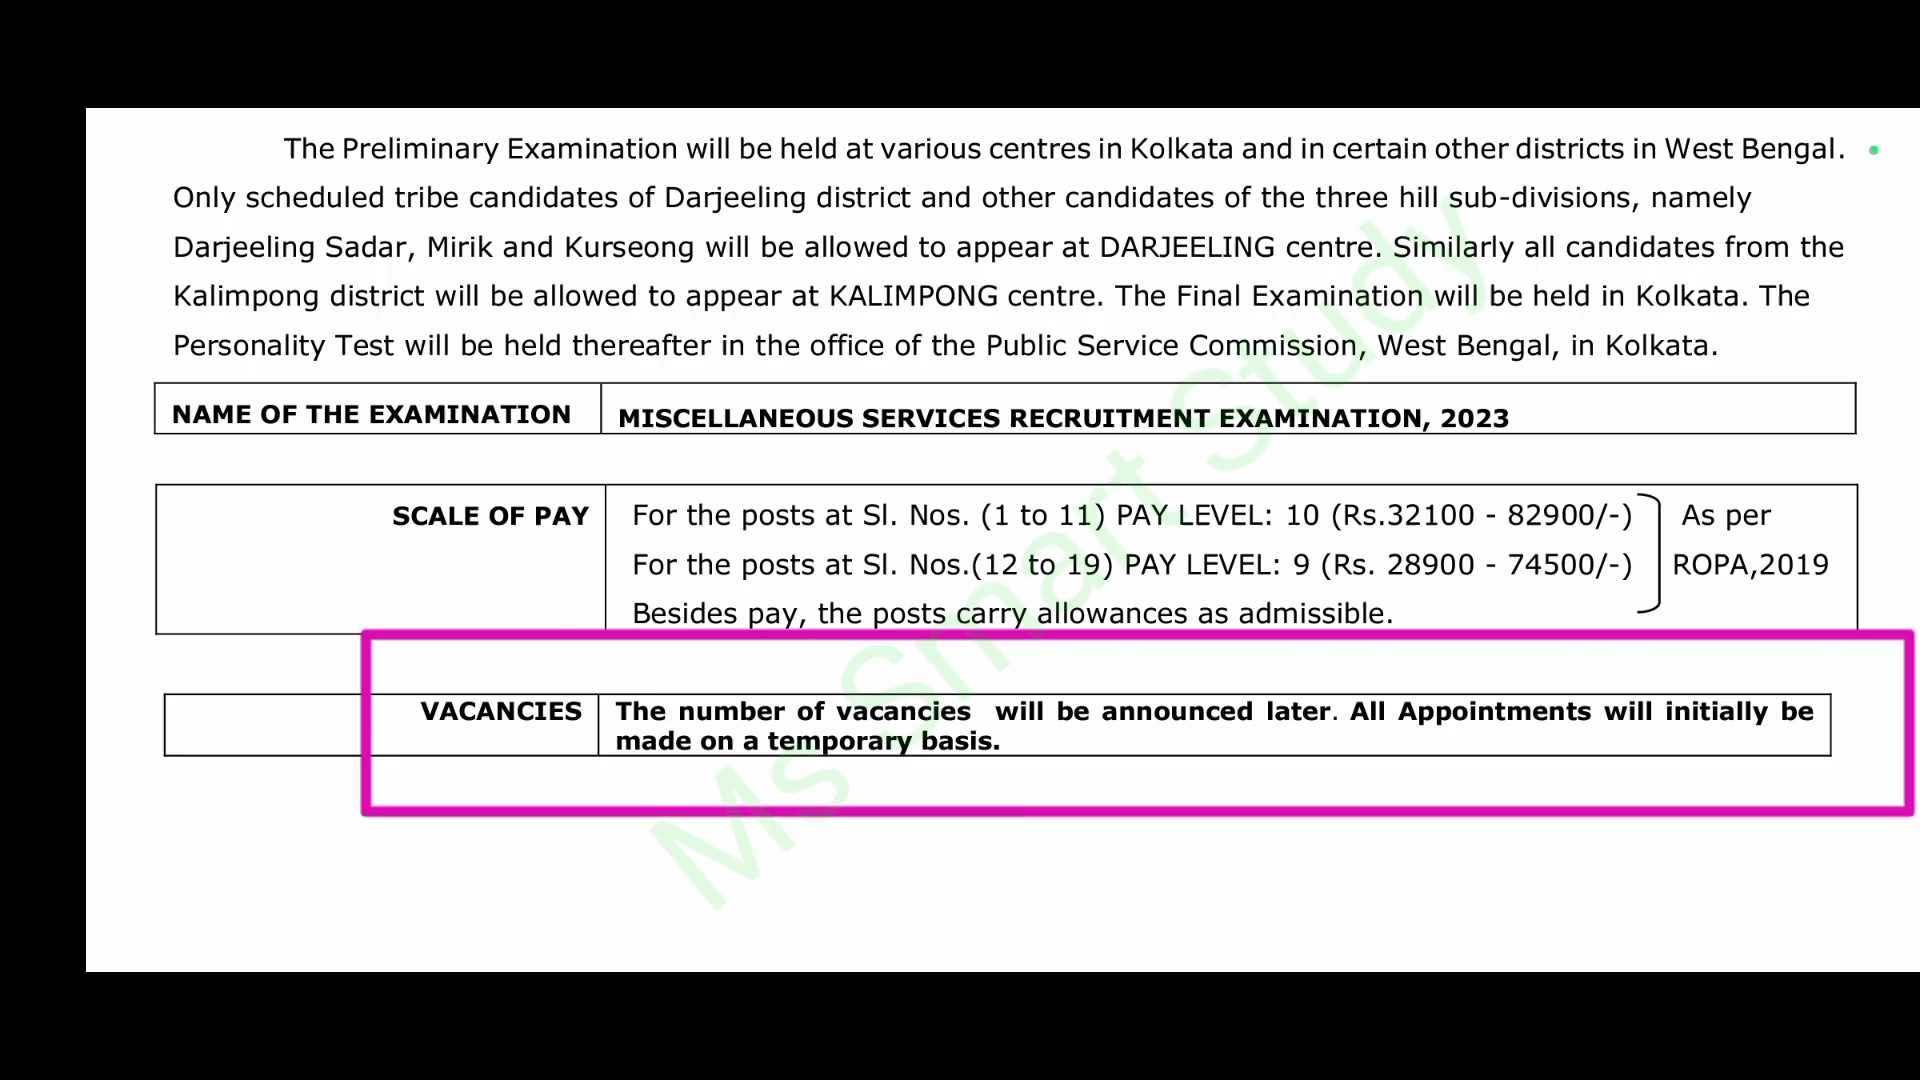 The Preliminary Examination will be held at various centres in Kolkata and in certain other districts in West Bengal.
Only scheduled tribe candidates of Darjeeling district and other candidates of the three hill sub-divisions, namely
Darjeeling Sadar, Mirik and Kurseong will be allowed to appear at DARJEELING centre. Similarly all candidates from the
Kalimpong district will be allowed to appear at KALIMPONG centre. The Final Examination will be held in Kolkata. The
Personality Test will be held thereafter in the office of the Public Service Commission, West Bengal, in Kolkata.
NAME OF THE EXAMINATION MISCELLANEOUS SERVICES RECRUITMENT EXAMINATION, 2023
SCALE OF PAY For the posts at Sl. Nos. (1 to 11) PAY LEVEL: 10 (Rs.32100 - 82900/-) As per
For the posts at Sl. Nos.(12 to 19) PAY LEVEL: 9 (Rs. 28900 - 74500/-) ROPA,2019
Besides pay, the posts carry allowances as admissible.
VACANCIES The number of vacancies will be announced later. All Appointments will initially be
made on a temporary basis.
Ms Smart Study